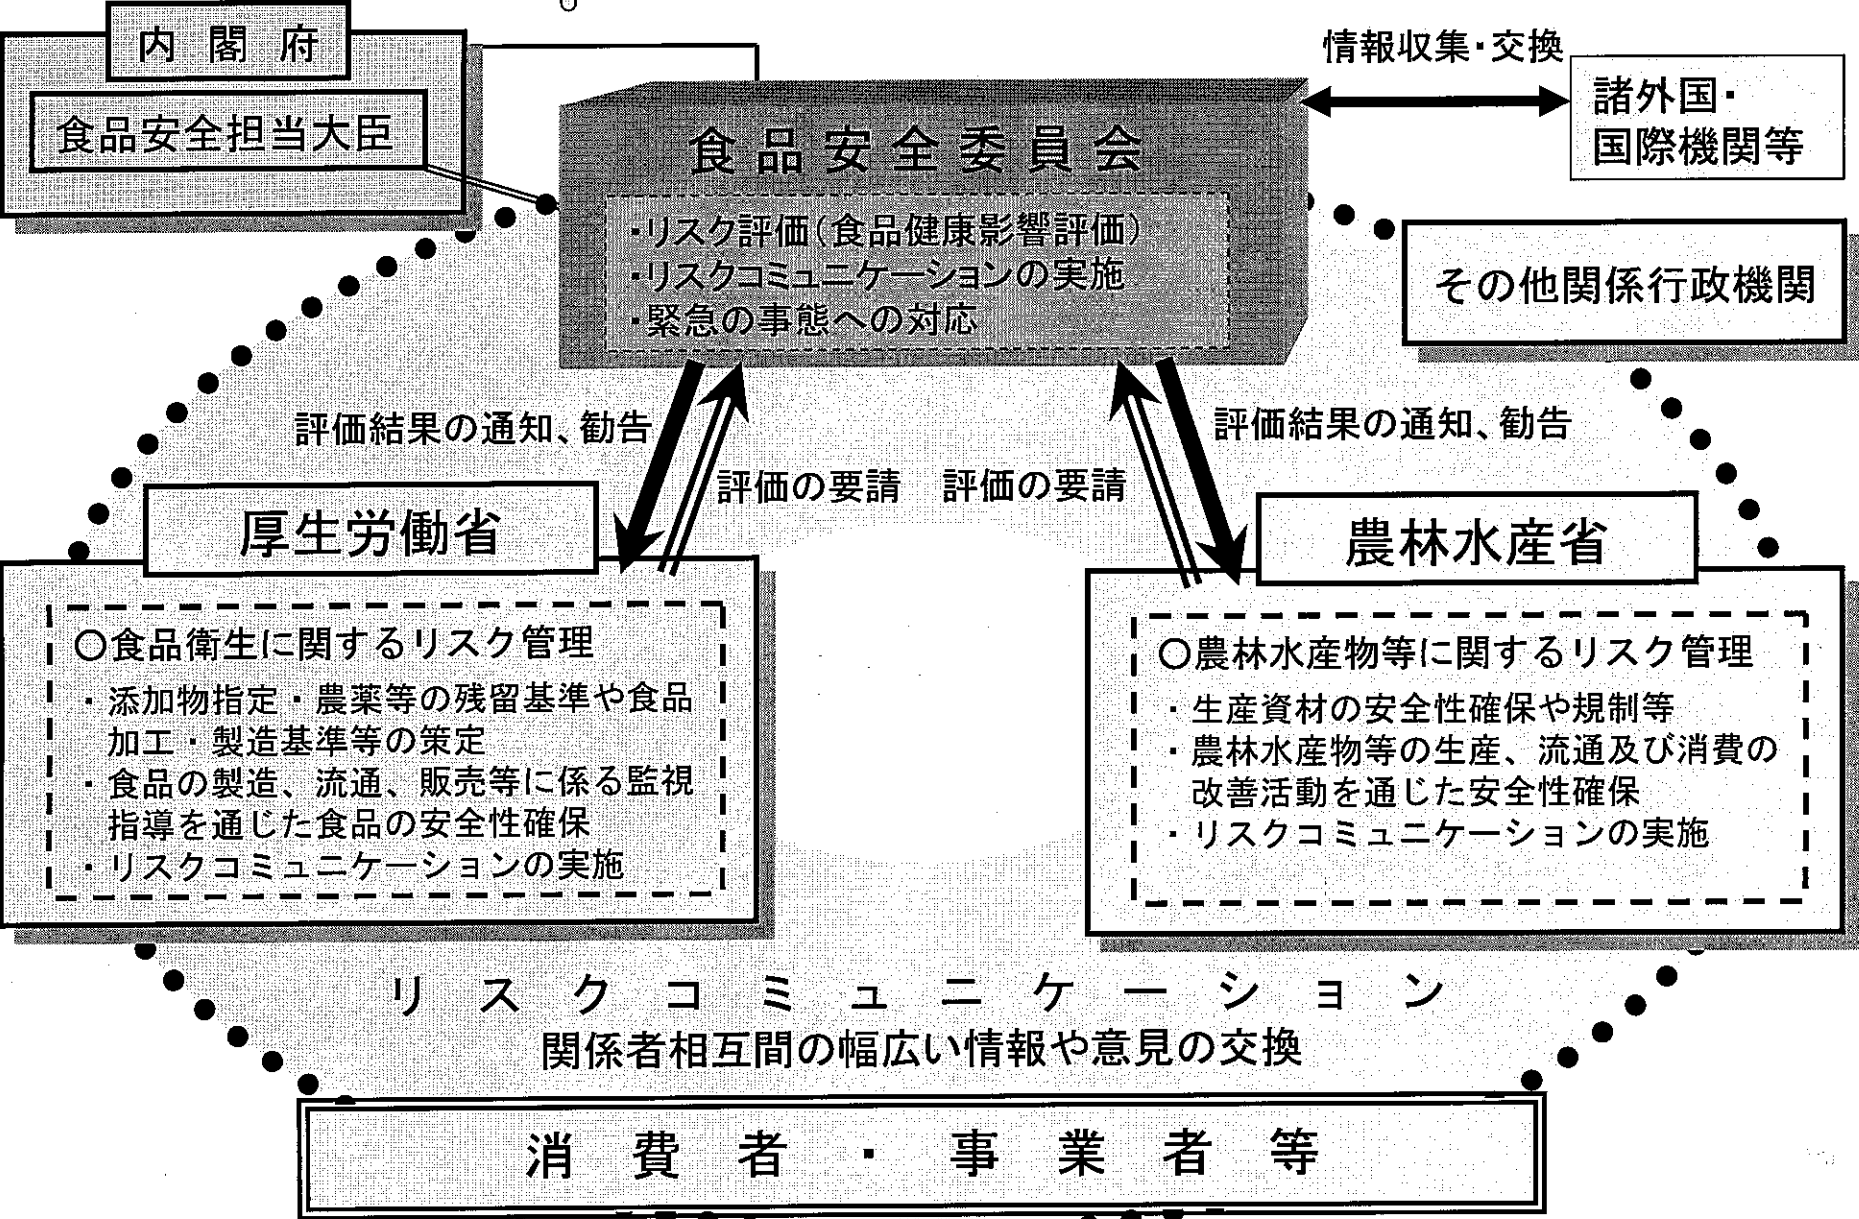 内閣府
食品安全担当大臣
情報収集・交換
諸外国・
国際機関等
食品安全委員会
・リスク評価(食品健康影響評価)
・リスクコミュニケーションの実施
・緊急の事態への対応
その他関係行政機関
評価結果の通知、勧告
評価の要請
評価の要請
評価結果の通知、勧告
厚生労働省
○食品衛生に関するリスク管理
・添加物指定・農薬等の残留基準や食品
加工・製造基準等の策定
・食品の製造、流通、販売等に係る監視
指導を通じた食品の安全性確保
・リスクコミュニケーションの実施
農林水産省
○農林水産物等に関するリスク管理
・生産資材の安全性確保や規制等
・農林水産物等の生産、流通及び消費の
改善活動を通じた安全性確保
・リスクコミュニケーションの実施
リスクコミュニケーション
関係者相互間の幅広い情報や意見の交換
消費者・事業者等